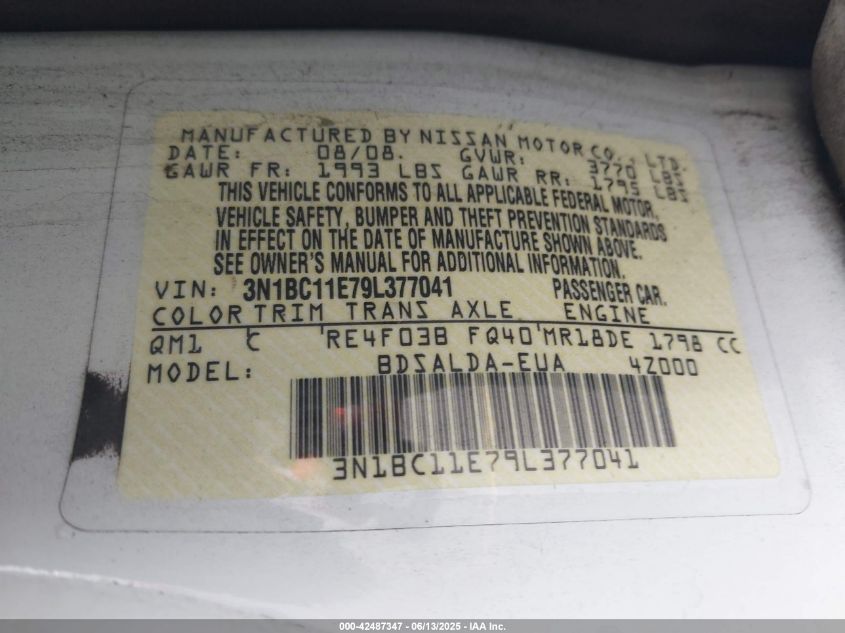 MANUFACTURED BY NISSAN MOTOR CO., LTD.
DATE: 08/08. GVWR: 3770 LBS
GAWR FR: 1993 LBS GAWR RR: 1795 LBS
THIS VEHICLE CONFORMS TO ALL APPLICABLE FEDERAL MOTOR
VEHICLE SAFETY, BUMPER AND THEFT PREVENTION STANDARDS
IN EFFECT ON THE DATE OF MANUFACTURE SHOWN ABOVE.
SEE OWNER'S MANUAL FOR ADDITIONAL INFORMATION.
VIN: 3N1BC11E79L377041 PASSENGER CAR.
COLOR TRIM TRANS AXLE ENGINE
QM1 C RE4F03B FQ40 MR18DE 1798 CC
MODEL: BDSALDA-EUA 4Z000
3N1BC11E79L377041
000-42487347 - 06/13/2025 - IAA Inc.